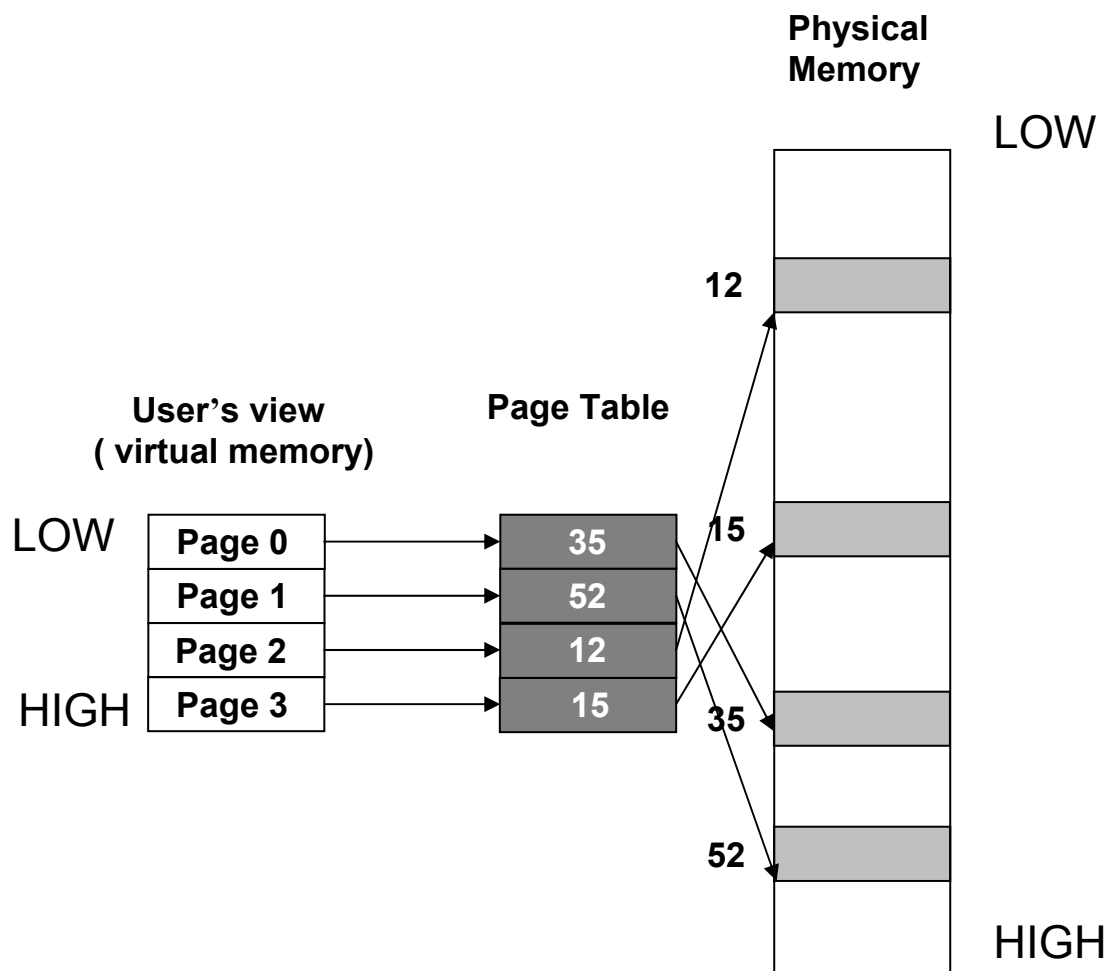 Physical
Memory
LOW
12
User’s view
( virtual memory)
Page Table
LOW
Page 0
35
15
Page 1
52
Page 2
12
HIGH
Page 3
15
35
52
HIGH